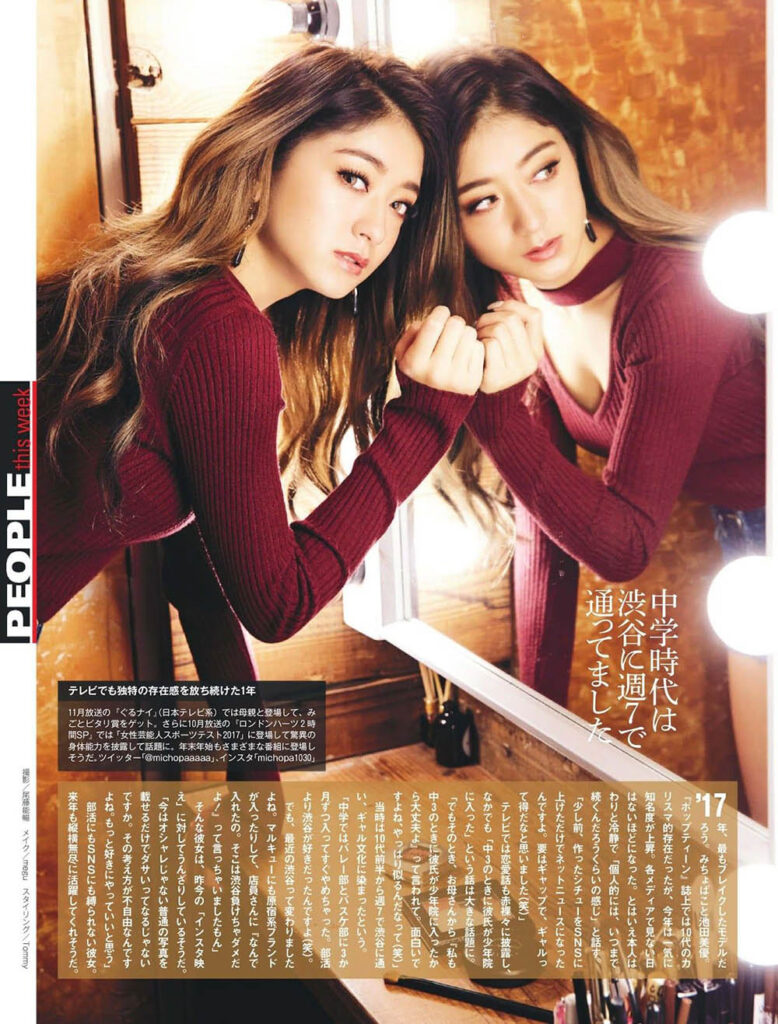 PEOPLE this week
中学時代は
渋谷に週7で
通ってました
テレビでも独特の存在感を放ち続けた1年
11月放送の「ぐるナイ」(日本テレビ系)では母親と登場して、み
ごとピタリ賞をゲット。さらに10月放送の「ロンドンハーツ2時
間SP」では「女性芸能人スポーツテスト2017」に登場して驚異の
身体能力を披露して話題に。年末年始もさまざまな番組に登場し
そうだ。ツイッター「@michopaaaaa」、インスタ「michopa1030」
'17年、最もブレイクしたモデルだ
ろう、みちょぱこと池田美優。
『ポップティーン』誌上では10代のカ
リスマ的存在だったが、今年は一気に
知名度が上昇。各メディアで見ない日
はないほどになった。とはいえ本人は
わりと冷静で「個人的には、いつまで
続くんだろうくらいの感じ」と話す。
「少し前、作ったシチューをSNSに
上げただけでネットニュースになった
んですよ。要はギャップで、ギャルっ
て得だなと思いました(笑)」
テレビでは恋愛話も赤裸々に披露し
なかでも「中3のときに彼氏が少年院
に入った」という話は大きな話題に。
「でもそのとき、お母さんから『私も
中3のとき彼氏が少年院に入ったか
ら大丈夫よ』って言われて。面白いで
すよね、やっぱり似るんだなって(笑)」
当時は10代前半から週7で渋谷に通
い、ギャル文化に染まったという。
「中学ではバレー部とバスケ部に3か
月ずつ入ってすぐやめちゃった。部活
より渋谷が好きだったんですよ(笑)。
でも、最近の渋谷って変わりました
よね。マルキューにも原宿系ブランド
が入ったりして、店員さんに『なんで
入れたの。そこは渋谷負けちゃダメだ
よ!』って言っちゃいましたもん」
そんな彼女は、昨今の「インスタ映
え」に対してうんざりしているそうだ。
「今はオシャレじゃない普通の写真を
載せるだけでダサいってなるじゃない
ですか。その考え方が不自由なんです
よね。もっと好きにやっていいと思う」
部活にもSNSにも縛られない彼女。
来年も縦横無尽に活躍してくれそうだ。
撮影/尾藤能暢 メイク/megu スタイリング/Tommy